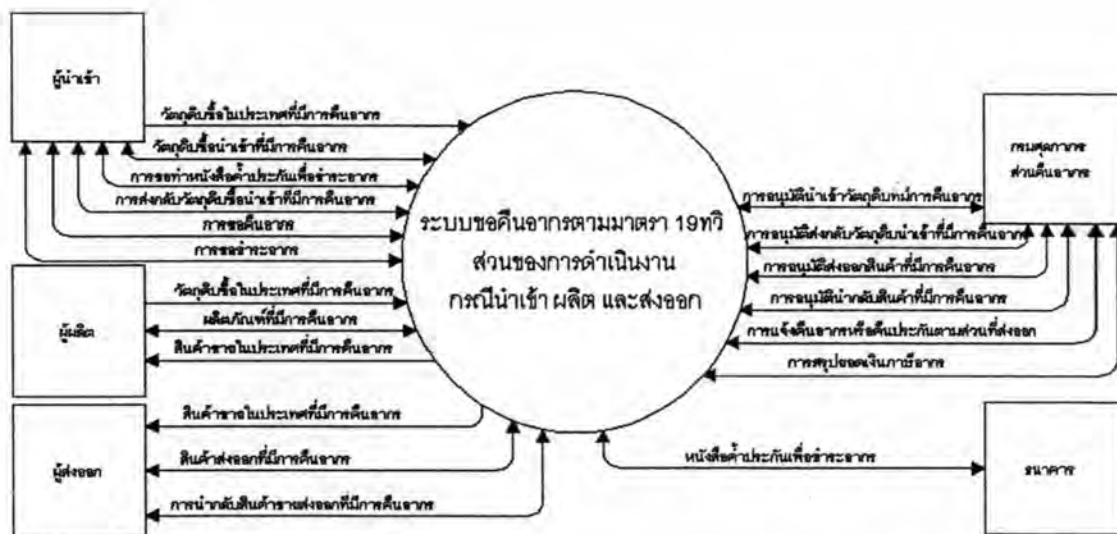 ผู้นำเข้า
วัตถุดิบซื้อในประเทศที่มีการคืนอากร
วัตถุดิบซื้อนำเข้าที่มีการคืนอากร
การขอทำหนังสือค้ำประกันเพื่อชำระอากร
การส่งกลับวัตถุดิบซื้อนำเข้าที่มีการคืนอากร
การขอคืนอากร
การขอชำระอากร
ผู้ผลิต
วัตถุดิบซื้อในประเทศที่มีการคืนอากร
ผลิตภัณฑ์ที่มีการคืนอากร
สินค้าขายในประเทศที่มีการคืนอากร
ผู้ส่งออก
สินค้าขายในประเทศที่มีการคืนอากร
สินค้าส่งออกที่มีการคืนอากร
การนำกลับสินค้าขายส่งออกที่มีการคืนอากร
ระบบขอคืนอากรตามมาตรา 19ทวิ
ส่วนของการดำเนินงาน
กรณีนำเข้า ผลิต และส่งออก
กรมศุลกากร
ส่วนคืนอากร
การอนุมัตินำเข้าวัตถุดิบที่มีการคืนอากร
การอนุมัติส่งกลับวัตถุดิบนำเข้าที่มีการคืนอากร
การอนุมัติส่งออกสินค้าที่มีการคืนอากร
การอนุมัตินำกลับสินค้าที่มีการคืนอากร
การแจ้งคืนอากรหรือคืนประกันตามส่วนที่ส่งออก
การสรุปยอดเงินภาษีอากร
หนังสือค้ำประกันเพื่อชำระอากร
ธนาคาร